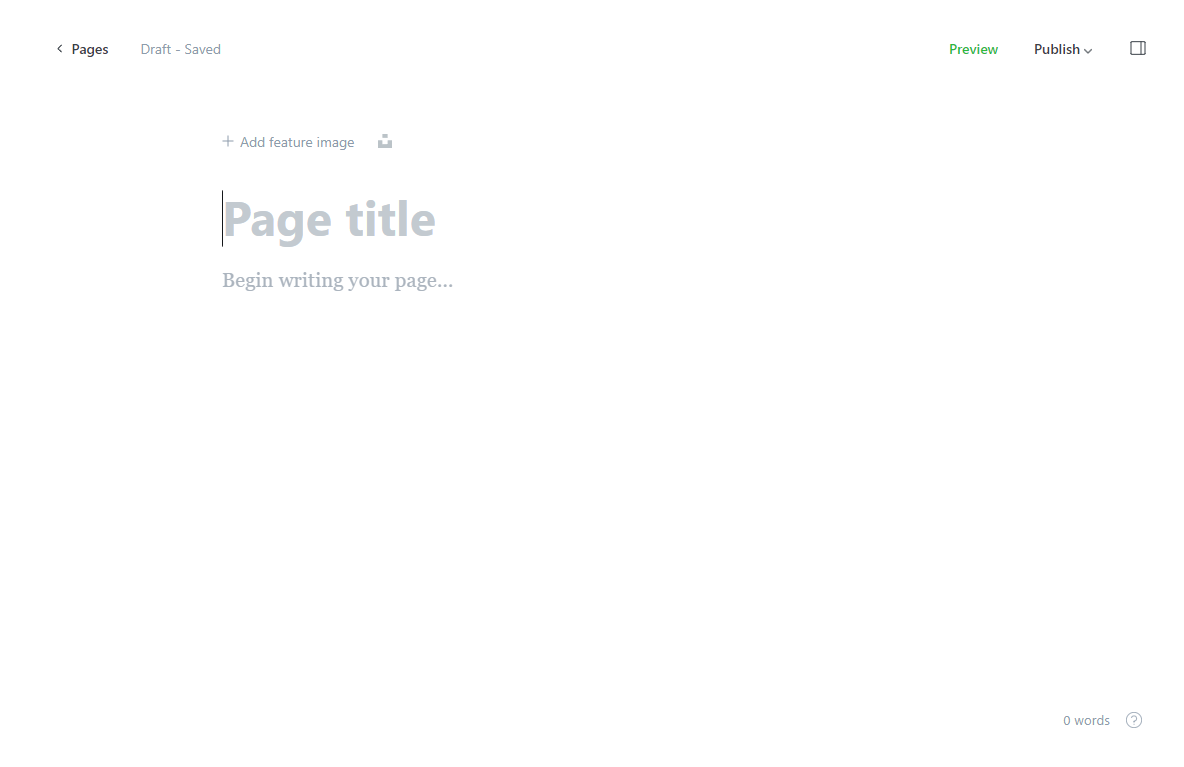 Pages Draft - Saved Preview Publish
Add feature image
Page title
Begin writing your page...
0 words ?